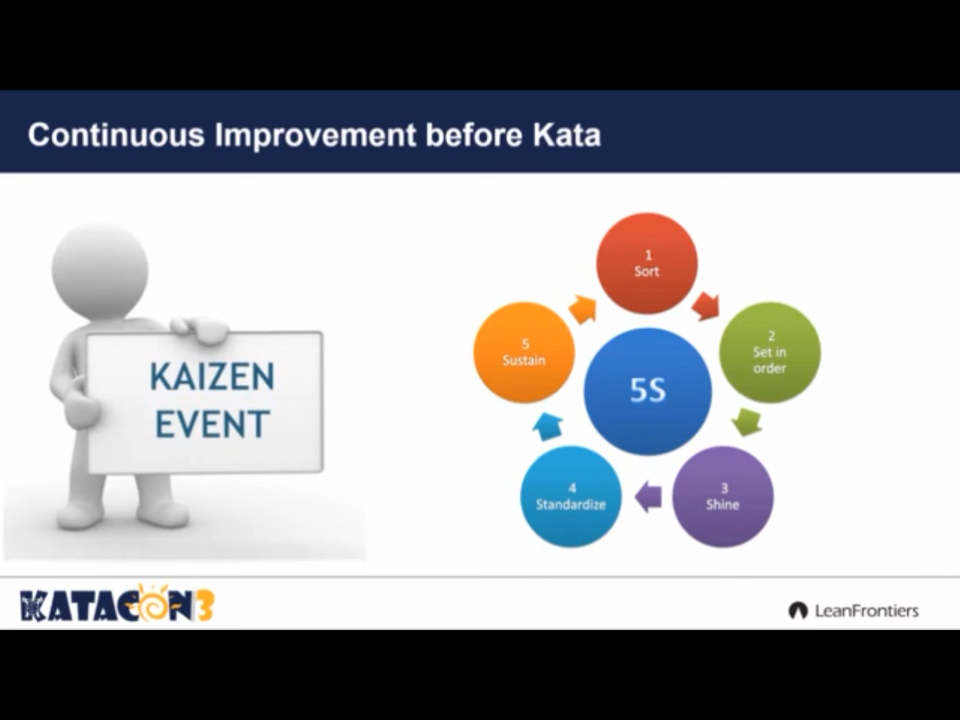 Continuous Improvement before Kata
KAIZEN
EVENT
1
Sort
2
Set in
order
3
Shine
4
Standardize
5
Sustain
5S
KATACON3
LeanFrontiers